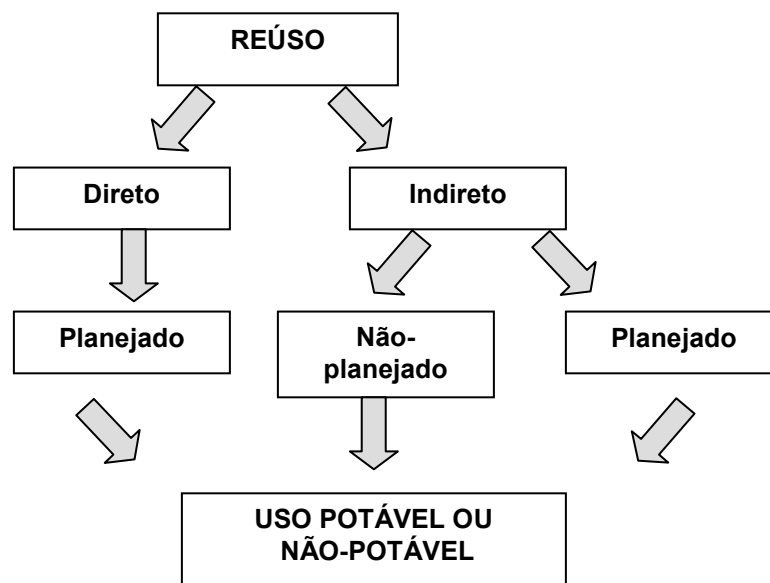 REÚSO
Direto
Indireto
Planejado
Não-
planejado
Planejado
USO POTÁVEL OU
NÃO-POTÁVEL